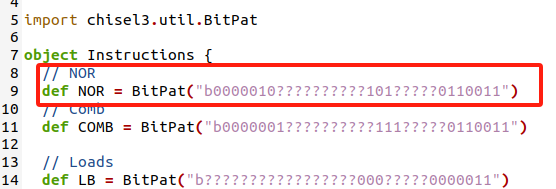 4
5 import chisel3.util.BitPat
6
7 object Instructions {
8 // NOR
9 def NOR = BitPat("b0000010??????????101?????0110011")
10 // Comb
11 def COMB = BitPat("b0000001??????????111?????0110011")
12
13 // Loads
14 def LB = BitPat("b?????????????????000?????0000011")